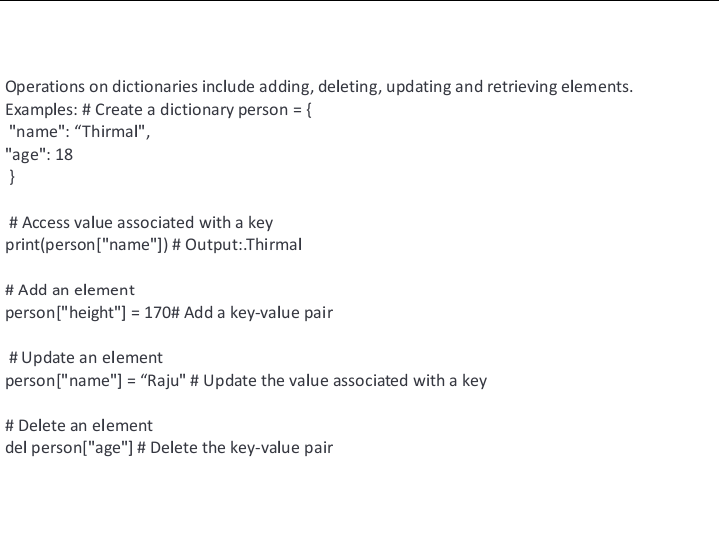 Operations on dictionaries include adding, deleting, updating and retrieving elements.
Examples: # Create a dictionary person = {
"name": “Thirmal",
"age": 18
}
# Access value associated with a key
print(person["name"]) # Output:.Thirmal
# Add an element
person["height"] = 170# Add a key-value pair
# Update an element
person["name"] = “Raju" # Update the value associated with a key
# Delete an element
del person["age"] # Delete the key-value pair